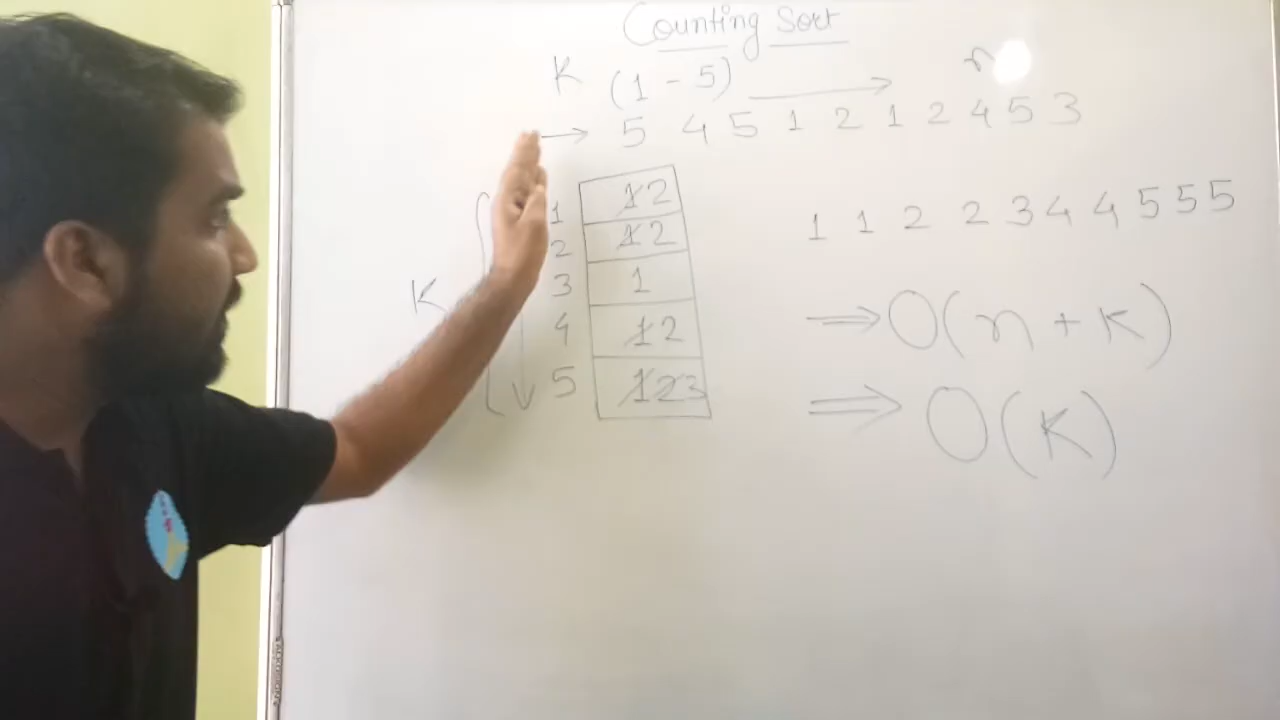 Counting Sort
K (1 - 5) n
5 4 5 1 2 1 2 4 5 3
1 12
2 12
3 1
4 12
5 123
K
1 1 2 2 3 4 4 5 5 5
⇒ O(n + K)
⇒ O(K)